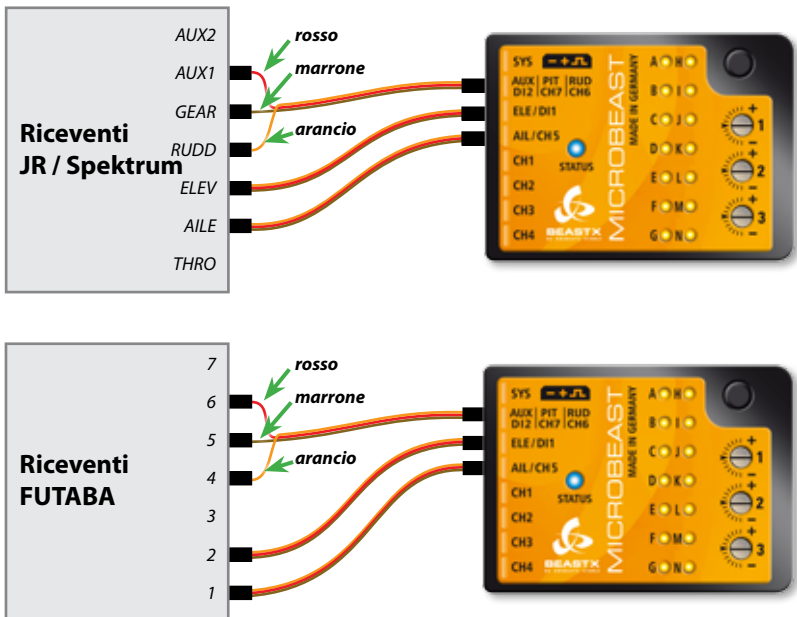 AUX2
AUX1
GEAR
RUDD
ELEV
AILE
THRO
Riceventi
JR / Spektrum
rosso
marrone
arancio
SYS
AUX PIT RUD
DI2 CH7 CH6
ELE/DI1
AIL/CH5
CH1
CH2
CH3
CH4
STATUS
BEASTX
MICROBEAST
MADE IN GERMANY
A H
B I
C J
D K
E L
F M
G N
+ 1 -
+ 2 -
+ 3 -
7
6
5
4
3
2
1
Riceventi
FUTABA
rosso
marrone
arancio
SYS
AUX PIT RUD
DI2 CH7 CH6
ELE/DI1
AIL/CH5
CH1
CH2
CH3
CH4
STATUS
BEASTX
MICROBEAST
MADE IN GERMANY
A H
B I
C J
D K
E L
F M
G N
+ 1 -
+ 2 -
+ 3 -